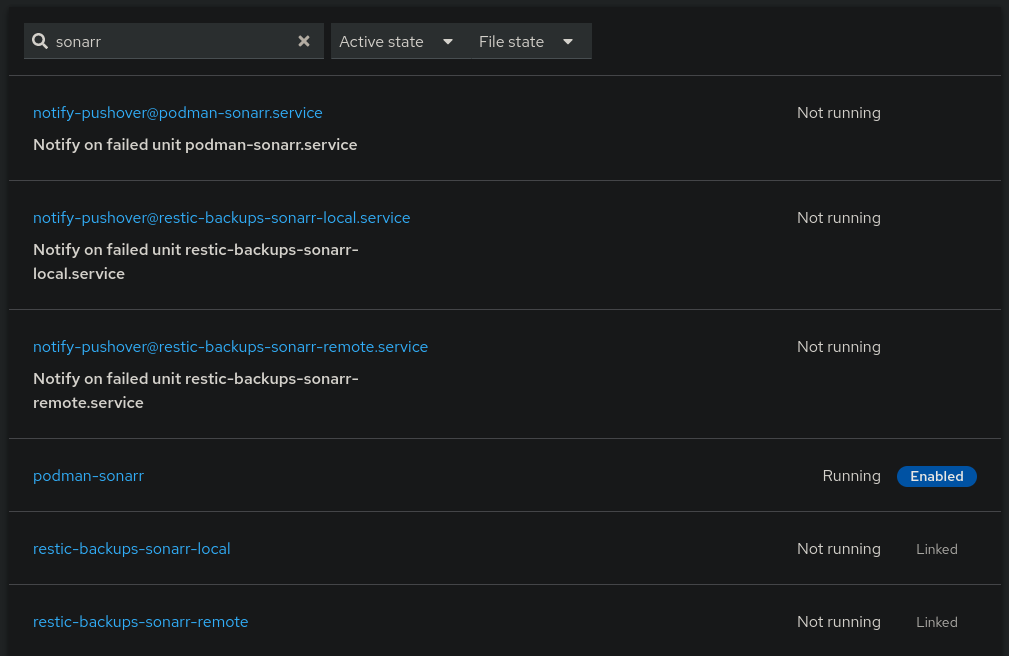 sonarr
Active state
File state
notify-pushover@podman-sonarr.service
Not running
Notify on failed unit podman-sonarr.service
notify-pushover@restic-backups-sonarr-local.service
Not running
Notify on failed unit restic-backups-sonarr-
local.service
notify-pushover@restic-backups-sonarr-remote.service
Not running
Notify on failed unit restic-backups-sonarr-
remote.service
podman-sonarr
Running
Enabled
restic-backups-sonarr-local
Not running
Linked
restic-backups-sonarr-remote
Not running
Linked